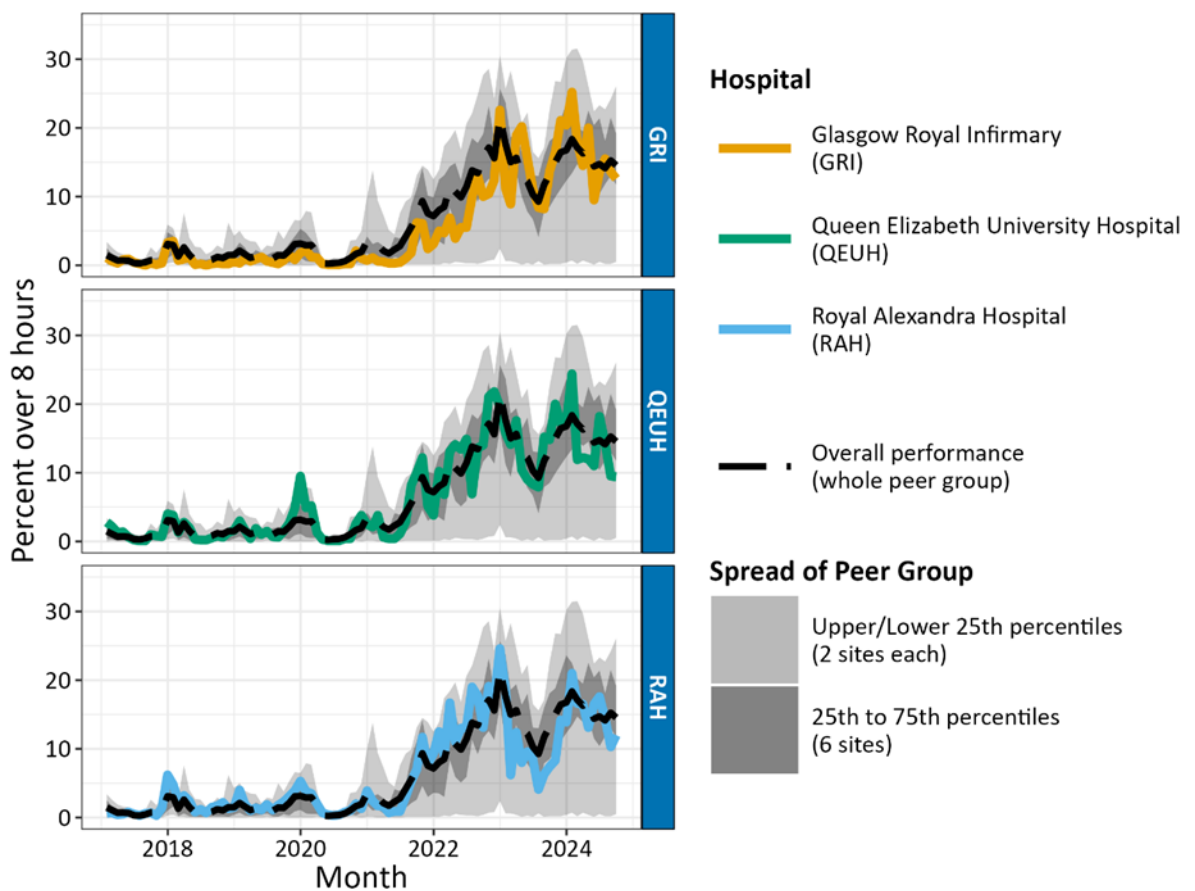 Percent over 8 hours
30
20
10
0
GRI
30
20
10
0
QEUH
30
20
10
0
RAH
2018
2020
2022
2024
Month
Hospital
Glasgow Royal Infirmary
(GRI)
Queen Elizabeth University Hospital
(QEUH)
Royal Alexandra Hospital
(RAH)
Overall performance
(whole peer group)
Spread of Peer Group
Upper/Lower 25th percentiles
(2 sites each)
25th to 75th percentiles
(6 sites)